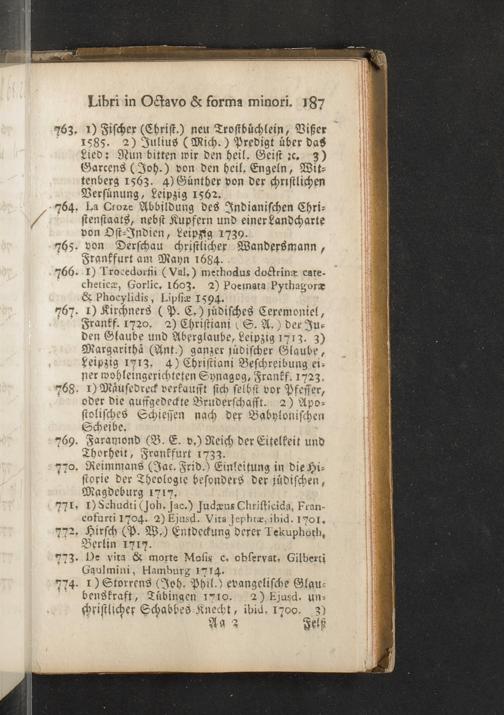 Libri in Octavo & forma minori. 187
763. 1) Fischer (Christ.) neu Trostbüchlein, Vißer
1585. 2) Julius (Mich.) Predigt über das
Lied: Nun bitten wir den heil. Geist ꝛc. 3)
Garcens (Joh.) von den heil. Engeln, Wit-
tenberg 1563. 4) Günther von der christlichen
Versünung, Leipzig 1562.
764. La Croze Abbildung des Indianischen Chri-
stenstaats, nebst Kupfern und einer Landcharte
von Ost-Indien, Leipzig 1739.
765. von Derschau christlicher Wandersmann,
Frankfurt am Mayn 1684.
766. 1) Trocedorfii (Val.) methodus doctrinæ cate-
cheticæ, Gorlic. 1603. 2) Poemata Pythagoræ
& Phocylidis, Lipsiæ 1594.
767. 1) Kirchners (P. C.) jüdisches Ceremoniel,
Frankf. 1720. 2) Christiani (S. A.) der Ju-
den Glaube und Aberglaube, Leipzig 1713. 3)
Margarithä (Ant.) ganzer jüdischer Glaube,
Leipzig 1713. 4) Christiani Beschreibung ei-
ner wohleingerichteten Synagog, Frankf. 1723.
768. 1) Mäusedreck verkaufft sich selbst vor Pfeffer,
oder die aufgedeckte Bruderschafft. 2) Apo-
stolisches Schiessen nach der Babylonischen
Scheibe.
769. Faramond (B. E. v.) Reich der Eitelkeit und
Thorheit, Frankfurt 1733.
770. Reimmans (Jac. Frid.) Einleitung in die Hi-
storie der Theologie besonders der jüdischen,
Magdeburg 1717.
771. 1) Schudti (Joh. Jac.) Judæus Christicida, Fran-
cofurti 1704. 2) Ejusd. Vita Jephtæ, ibid. 1701.
772. Hirsch (P. W.) Entdeckung derer Tekuphoth,
Berlin 1717.
773. De vita & morte Mosis c. observat. Gilberti
Gaulmini, Hamburg 1714.
774. 1) Storrens (Joh. Phil.) evangelische Glau-
benskraft, Tübingen 1710. 2) Ejusd. un-
christlicher Schabbes-Knecht, ibid. 1700. 3)
Aa 2 Fels